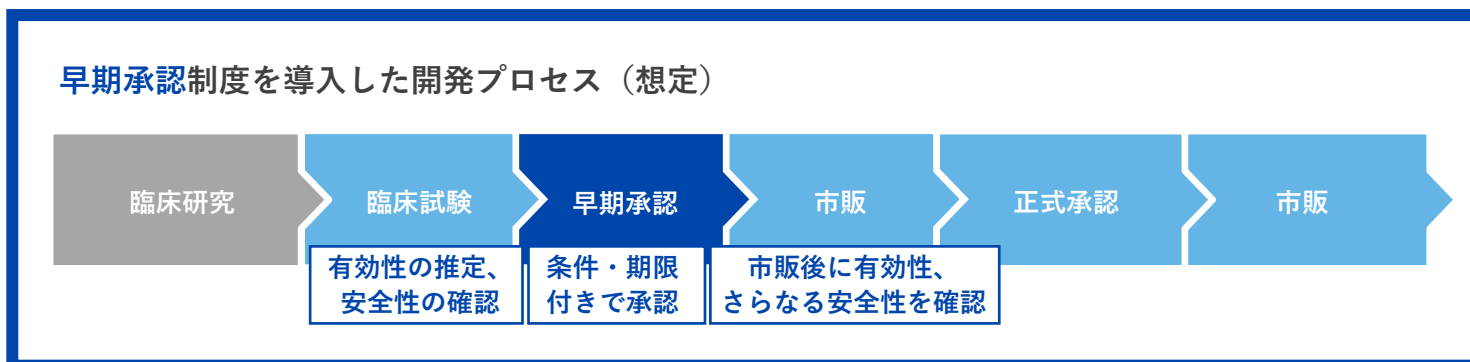 早期承認制度を導入した開発プロセス（想定）
臨床研究
臨床試験
早期承認
市販
正式承認
市販
有効性の推定、
安全性の確認
条件・期限
付きで承認
市販後に有効性、
さらなる安全性を確認